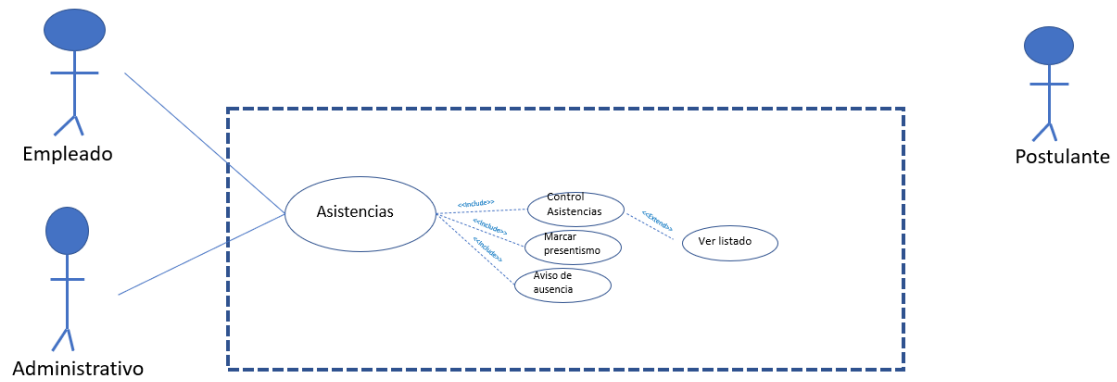 Empleado
Postulante
Asistencias
<<Include>>
Control
Asistencias
<<Extend>>
<<Include>>
Marcar
presentismo
Ver listado
<<Include>>
Aviso de
ausencia
Administrativo